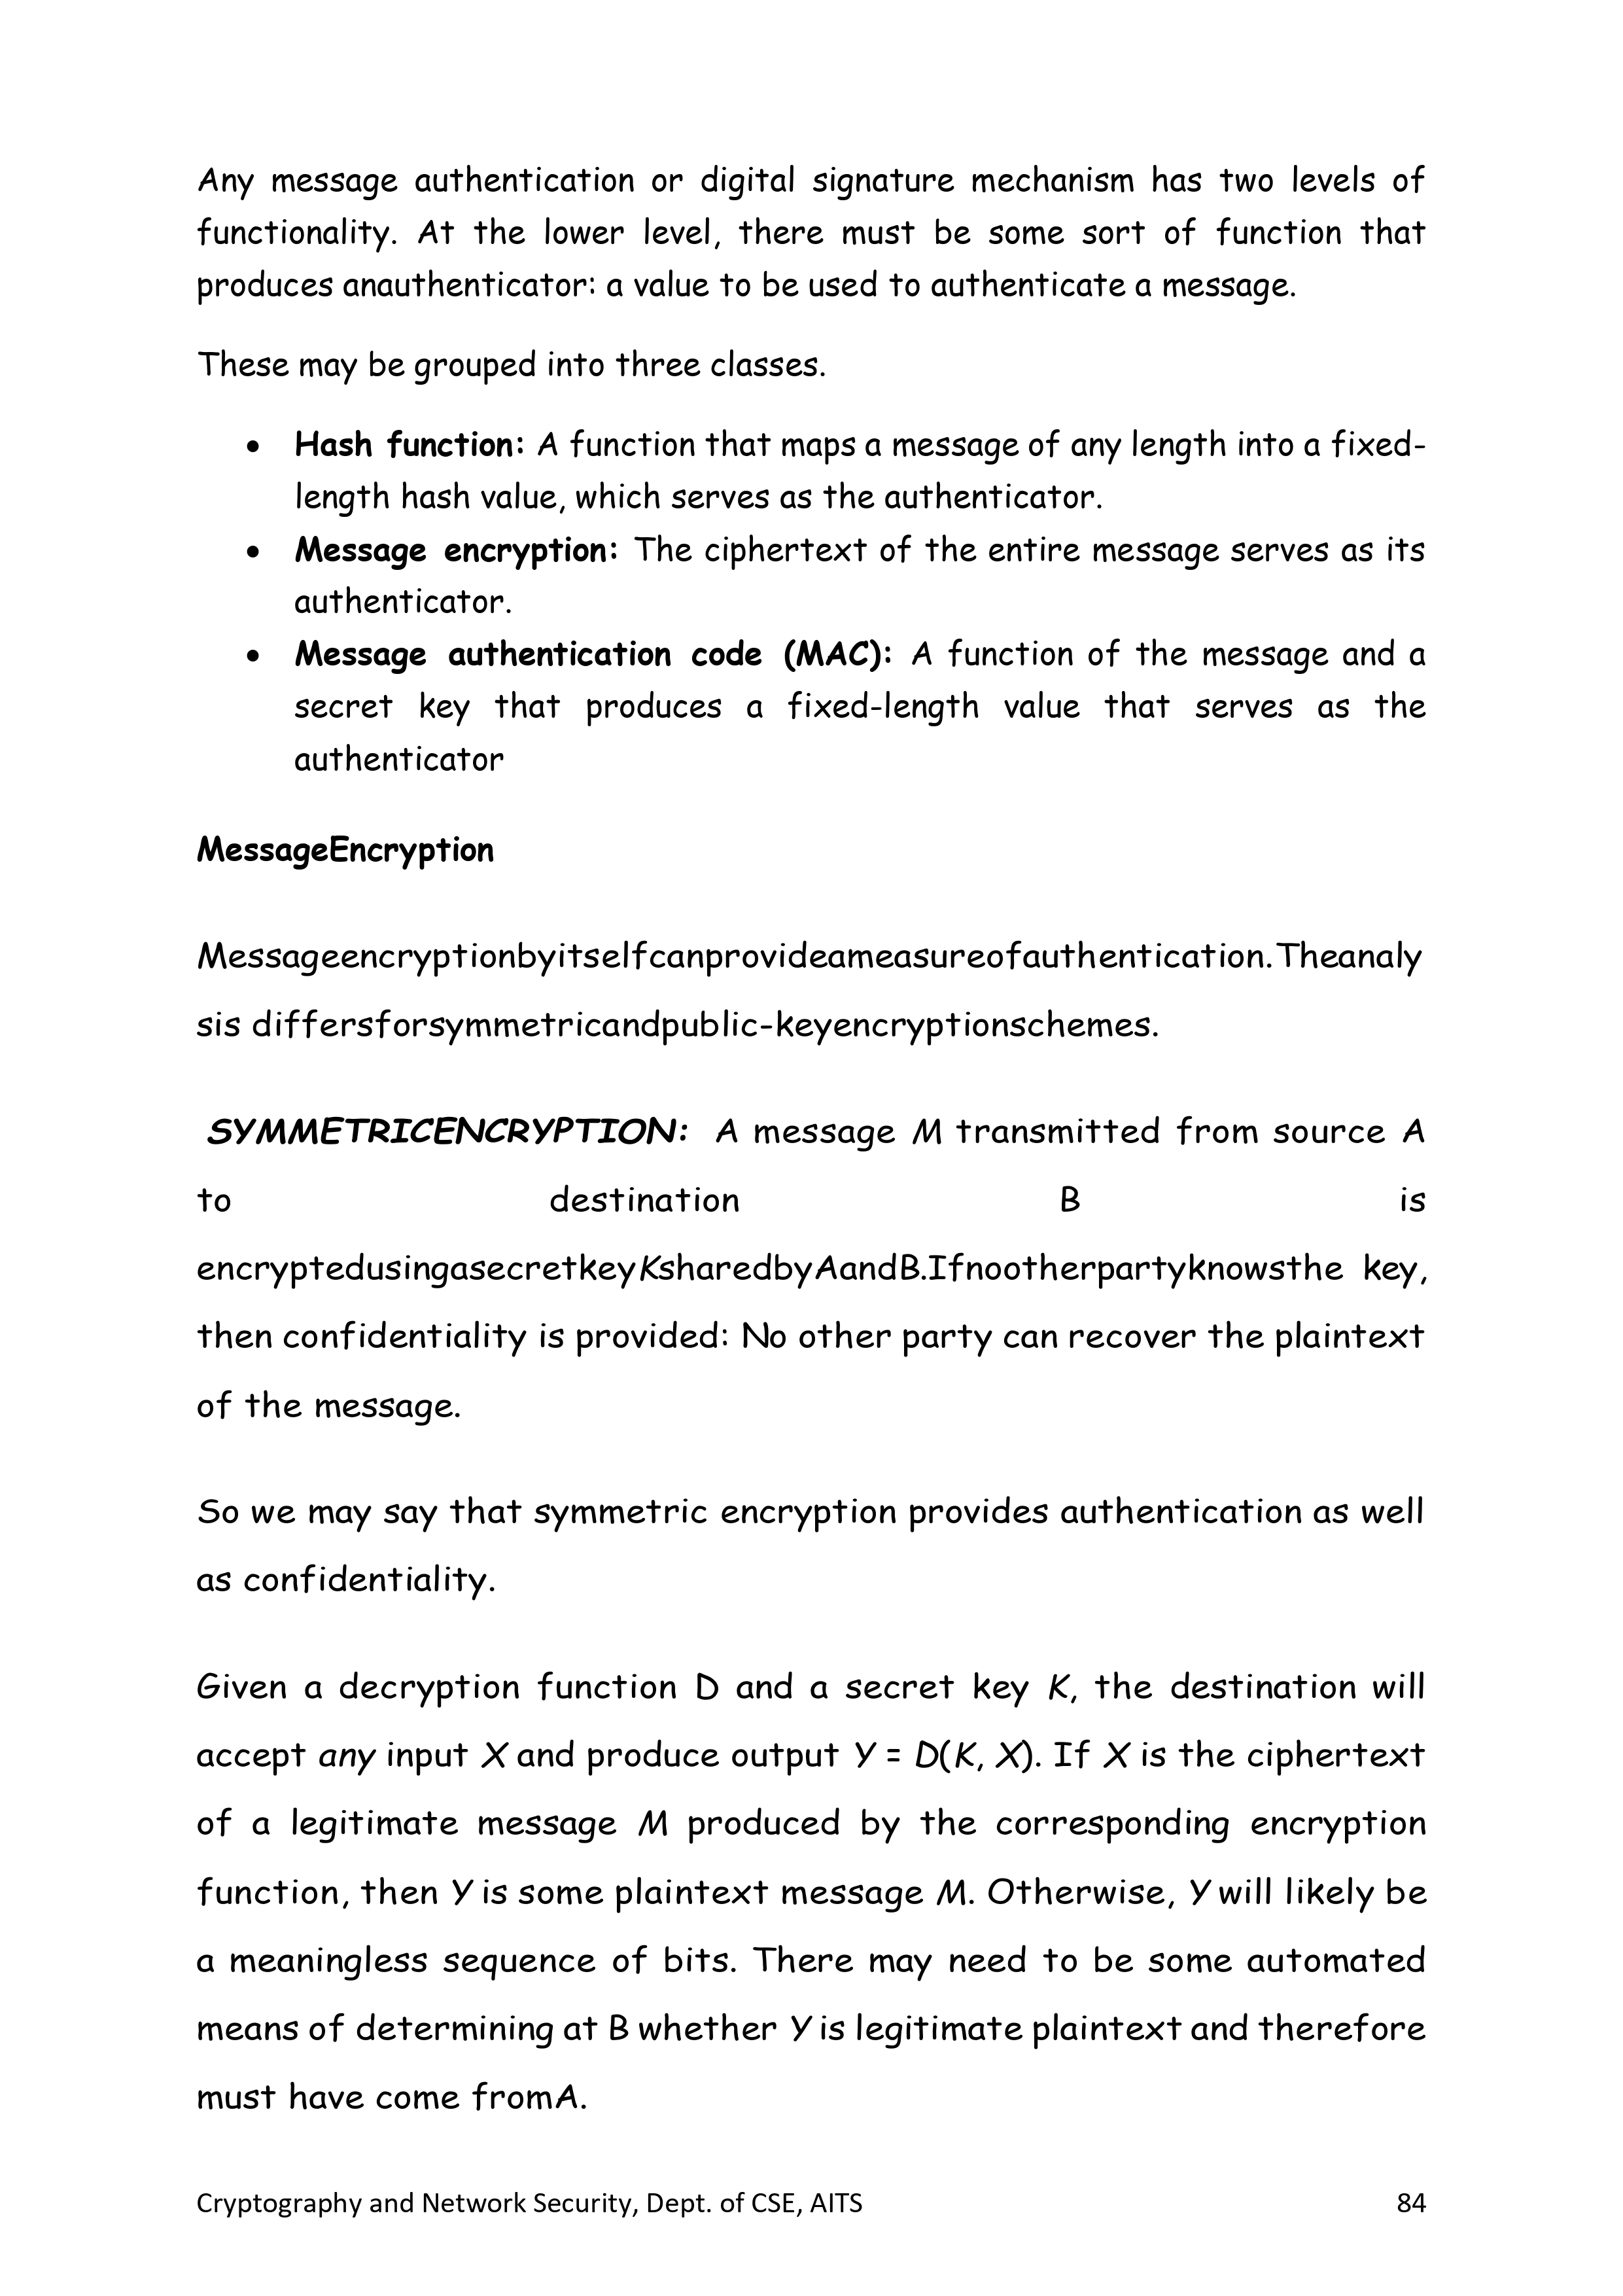 Any message authentication or digital signature mechanism has two levels of
functionality. At the lower level, there must be some sort of function that
produces anauthenticator: a value to be used to authenticate a message.
These may be grouped into three classes.
• Hash function: A function that maps a message of any length into a fixed-
length hash value, which serves as the authenticator.
• Message encryption: The ciphertext of the entire message serves as its
authenticator.
• Message authentication code (MAC): A function of the message and a
secret key that produces a fixed-length value that serves as the
authenticator
MessageEncryption
Messageencryptionbyitselfcanprovideameasureofauthentication.Theanaly
sis differsforsymmetricandpublic-keyencryptionschemes.
SYMMETRICENCRYPTION: A message M transmitted from source A
to destination B is
encryptedusingasecretkeyKsharedbyAandB.Ifnootherpartyknowsthe key,
then confidentiality is provided: No other party can recover the plaintext
of the message.
So we may say that symmetric encryption provides authentication as well
as confidentiality.
Given a decryption function D and a secret key K, the destination will
accept any input X and produce output Y = D(K, X). If X is the ciphertext
of a legitimate message M produced by the corresponding encryption
function, then Y is some plaintext message M. Otherwise, Y will likely be
a meaningless sequence of bits. There may need to be some automated
means of determining at B whether Y is legitimate plaintext and therefore
must have come fromA.
Cryptography and Network Security, Dept. of CSE, AITS 84